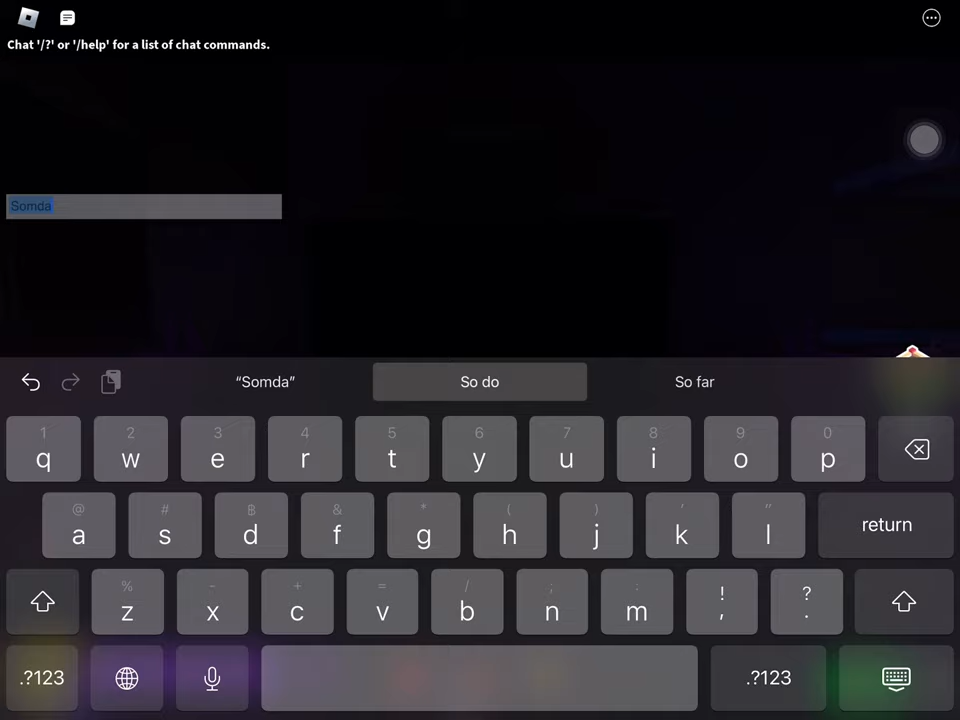 Chat '/?' or '/help' for a list of chat commands.
Somda
“Somda” So do So far
1 2 3 4 5 6 7 8 9 0
q w e r t y u i o p
@ # ฿ & * ( ) ' "
a s d f g h j k l return
% - + = / ; : ! ?
z x c v b n m , .
.?123 .?123